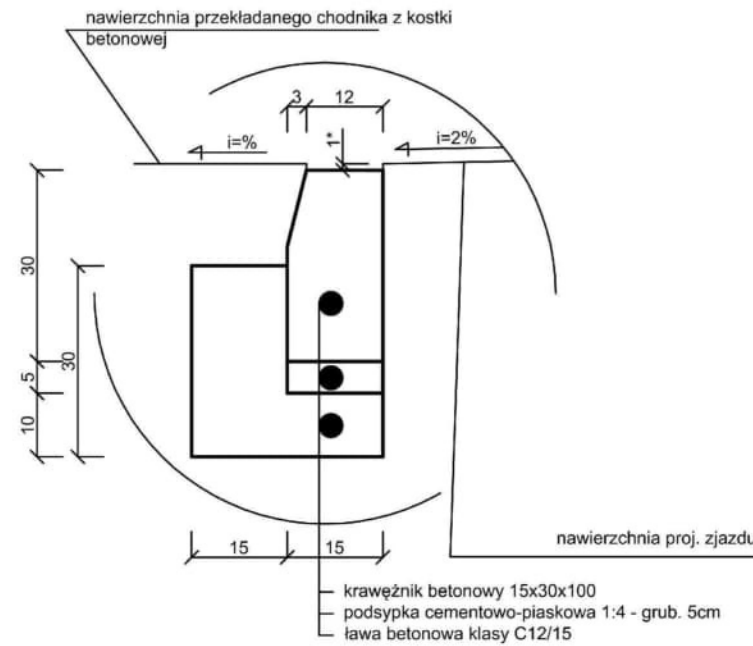 nawierzchnia przekładanego chodnika z kostki
betonowej
3 12
1*
i=% i=2%
30
30
5
10
15 15
nawierzchnia proj. zjazdu
krawężnik betonowy 15x30x100
podsypka cementowo-piaskowa 1:4 - grub. 5cm
ława betonowa klasy C12/15